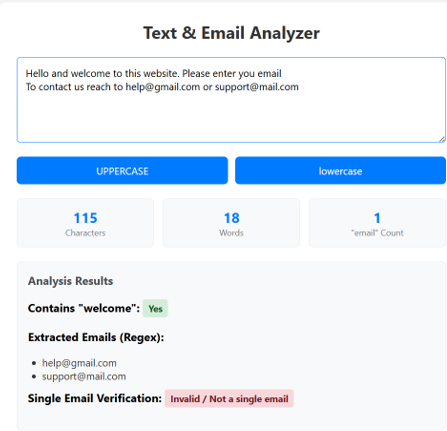 Text & Email Analyzer
Hello and welcome to this website. Please enter you email
To contact us reach to help@gmail.com or support@mail.com
UPPERCASE
lowercase
115
Characters
18
Words
1
"email" Count
Analysis Results
Contains "welcome": Yes
Extracted Emails (Regex):
help@gmail.com
support@mail.com
Single Email Verification: Invalid / Not a single email